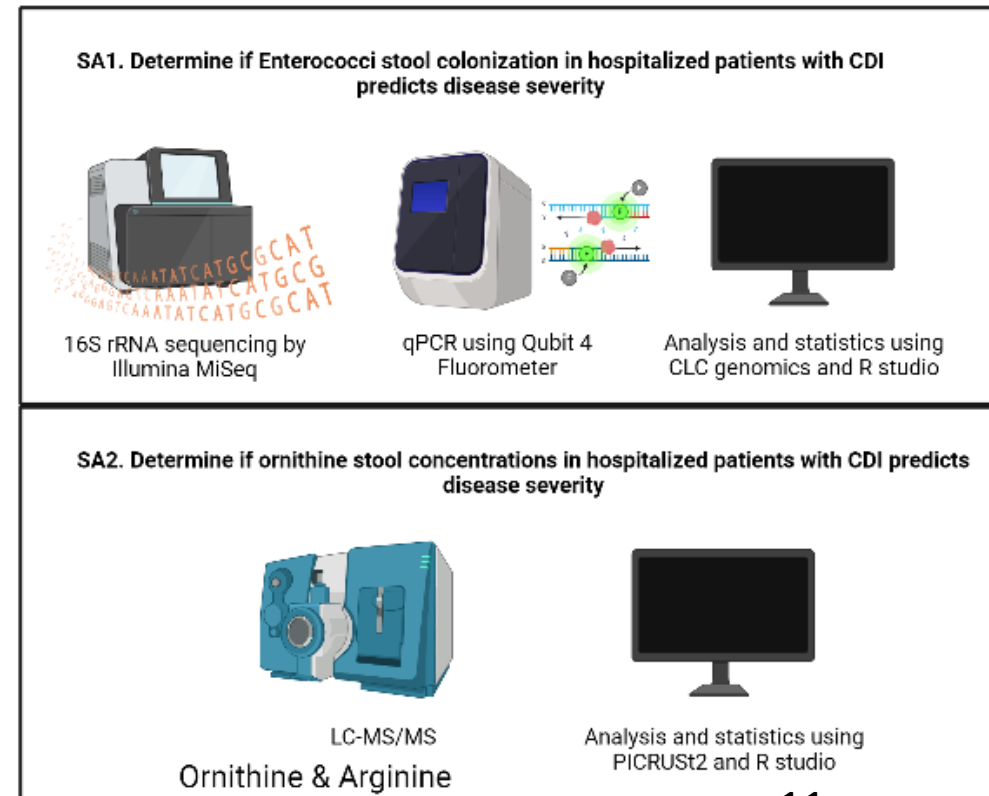 SA1. Determine if Enterococci stool colonization in hospitalized patients with CDI
predicts disease severity
CAAATATCATGCGCAT
TCAAATATCATGCG
AGGGAGTCAAATATCATGCGCAT
16S rRNA sequencing by
Illumina MiSeq
qPCR using Qubit 4
Fluorometer
Analysis and statistics using
CLC genomics and R studio
SA2. Determine if ornithine stool concentrations in hospitalized patients with CDI predicts
disease severity
LC-MS/MS
Ornithine & Arginine
Analysis and statistics using
PICRUSt2 and R studio